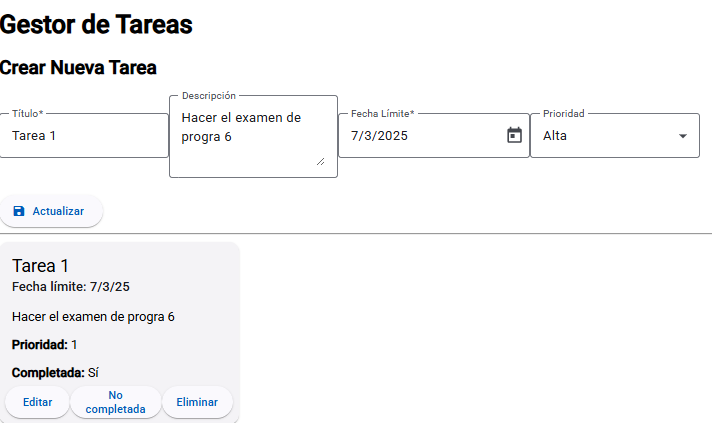 Gestor de Tareas
Crear Nueva Tarea
Título*
Tarea 1
Descripción
Hacer el examen de
progra 6
Fecha Límite*
7/3/2025
Prioridad
Alta
Actualizar
Tarea 1
Fecha límite: 7/3/25
Hacer el examen de progra 6
Prioridad: 1
Completada: Sí
Editar
No
completada
Eliminar